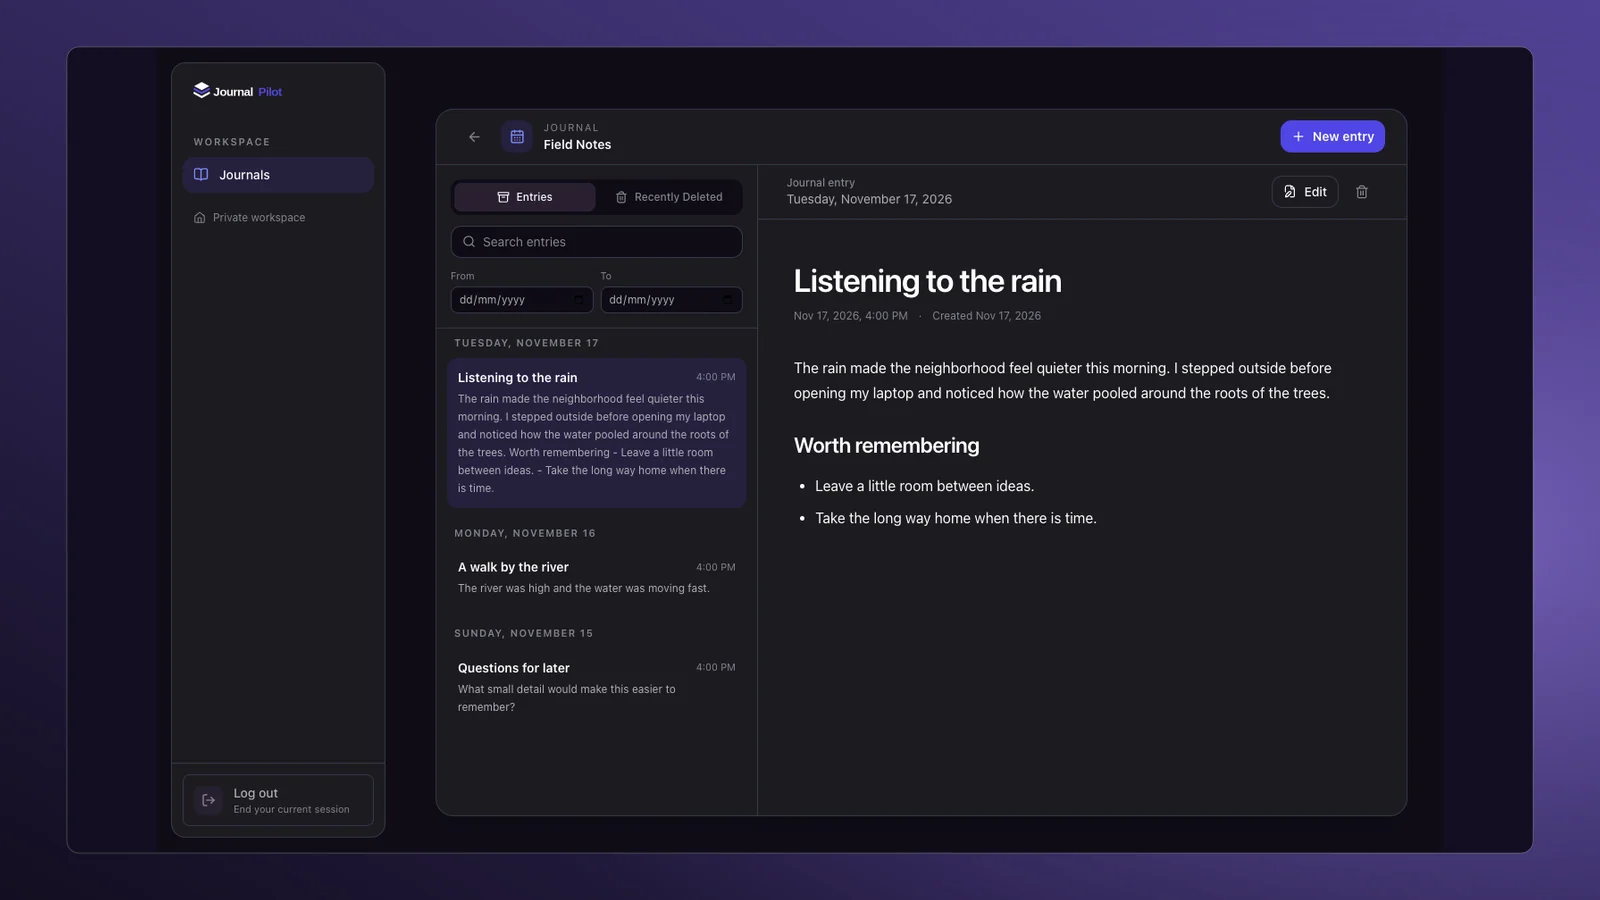 Journal Pilot
WORKSPACE
Journals
Private workspace
Log out
End your current session
JOURNAL
Field Notes
New entry
Entries
Recently Deleted
Search entries
From
To
dd/mm/yyyy
dd/mm/yyyy
TUESDAY, NOVEMBER 17
Listening to the rain
4:00 PM
The rain made the neighborhood feel quieter this
morning. I stepped outside before opening my laptop
and noticed how the water pooled around the roots of
the trees. Worth remembering - Leave a little room
between ideas. - Take the long way home when there
is time.
MONDAY, NOVEMBER 16
A walk by the river
4:00 PM
The river was high and the water was moving fast.
SUNDAY, NOVEMBER 15
Questions for later
4:00 PM
What small detail would make this easier to
remember?
Journal entry
Tuesday, November 17, 2026
Edit
Listening to the rain
Nov 17, 2026, 4:00 PM · Created Nov 17, 2026
The rain made the neighborhood feel quieter this morning. I stepped outside before
opening my laptop and noticed how the water pooled around the roots of the trees.
Worth remembering
• Leave a little room between ideas.
• Take the long way home when there is time.